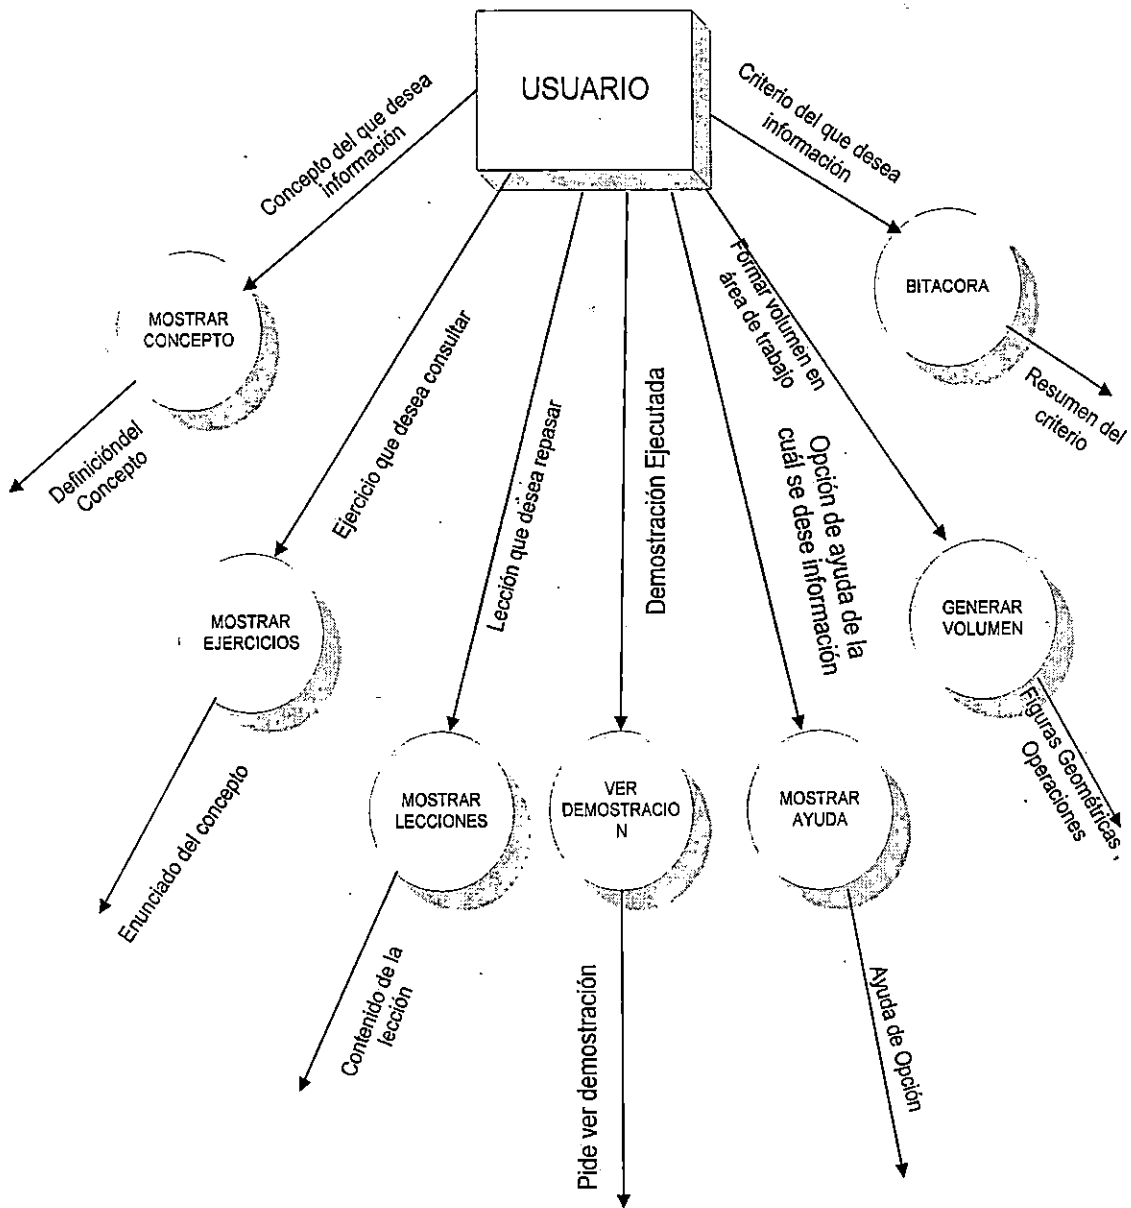 USUARIO
Concepto del que desea
información
Criterio del que desea
información
MOSTRAR
CONCEPTO
Definicióndel
Concepto
BITACORA
Resumen del
criterio
Ejercicio que desea consultar
MOSTRAR
EJERCICIOS
Enunciado del concepto
Lección que desea repasar
MOSTRAR
LECCIONES
Contenido de la
lección
Demostración Ejecutada
VER
DEMOSTRACIO
N
Pide ver demostración
Opción de ayuda de la
cuál se dese información
MOSTRAR
AYUDA
Ayuda de Opción
Formar volumen en
área de trabajo
GENERAR
VOLUMEN
Figuras Geométricas,
Operaciones